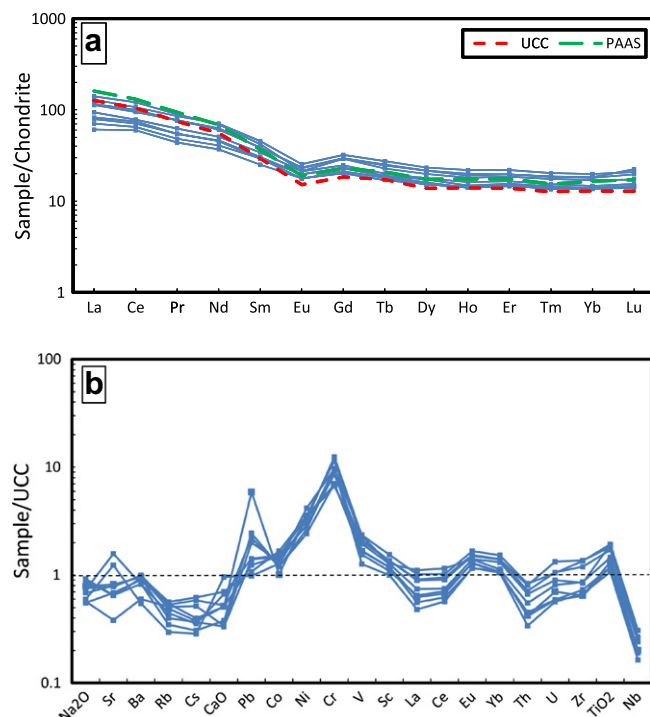 a
UCC PAAS
1000
100
10
1
Sample/Chondrite
La Ce Pr Nd Sm Eu Gd Tb Dy Ho Er Tm Yb Lu
b
100
10
1
0.1
Sample/UCC
Na2O Sr Ba Rb Cs CaO Pb Co Ni Cr V Sc La Ce Eu Yb Th U Zr TiO2 Nb